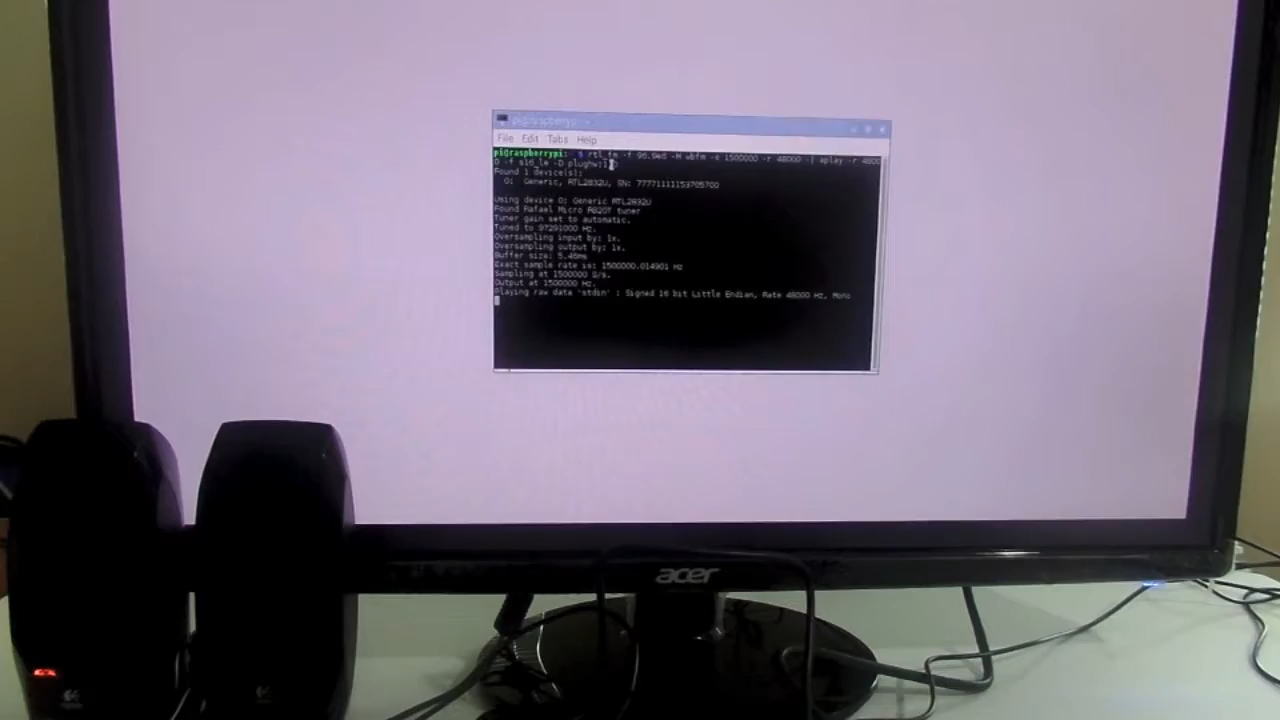 File Edit Tabs Help
pi@raspberrypi: $ rtl_fm -f 96.9e6 -M wbfm -s 1500000 -r 48000 -| aplay -r 4800
0 -f s16_le -D plughw:1,0
Found 1 device(s):
0: Generic, RTL2832U, SN: 77771111153705700
Using device 0: Generic RTL2832U
Found Rafael Micro R820T tuner
Tuner gain set to automatic.
Tuned to 97291000 Hz.
Oversampling input by: 1x.
Oversampling output by: 1x.
Buffer size: 5.46ms
Exact sample rate is: 1500000.014901 Hz
Sampling at 1500000 S/s.
Output at 1500000 Hz.
Playing raw data 'stdin' : Signed 16 bit Little Endian, Rate 48000 Hz, Mono
acer